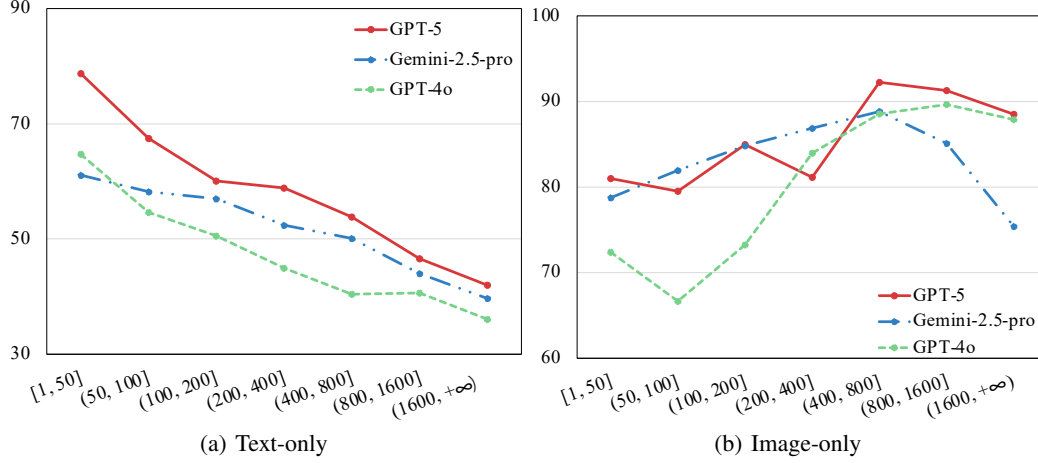 90
70
50
30
GPT-5
Gemini-2.5-pro
GPT-4o
[1, 50]
(50, 100]
(100, 200]
(200, 400]
(400, 800]
(800, 1600]
(1600, +∞)
(a) Text-only
100
90
80
70
60
GPT-5
Gemini-2.5-pro
GPT-4o
[1, 50]
(50, 100]
(100, 200]
(200, 400]
(400, 800]
(800, 1600]
(1600, +∞)
(b) Image-only